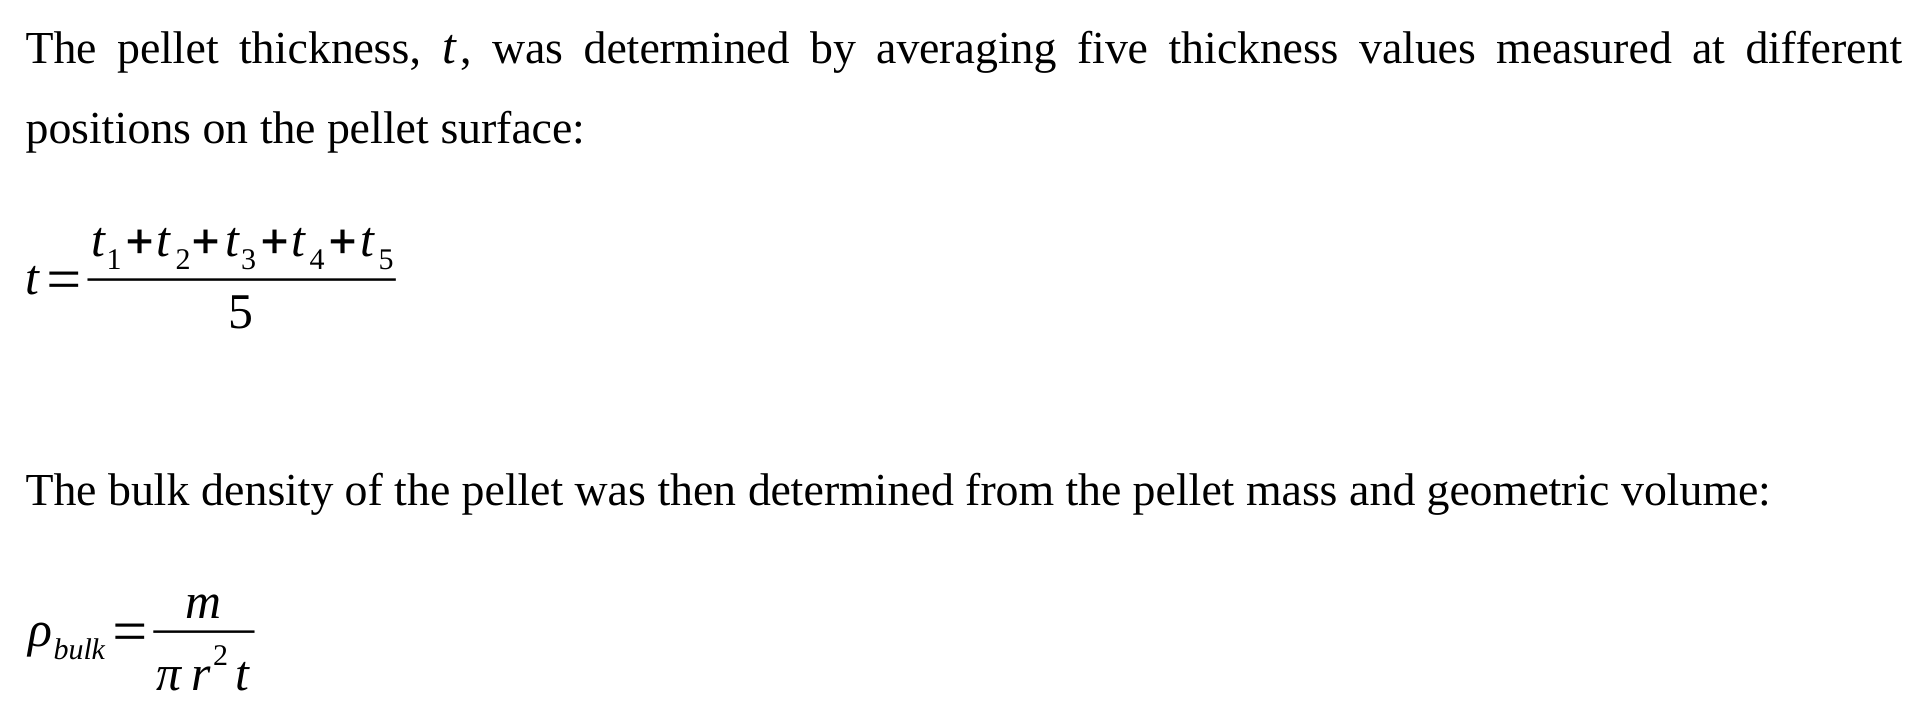 The pellet thickness, t, was determined by averaging five thickness values measured at different
positions on the pellet surface:
t = (t₁+t₂+t₃+t₄+t₅)/5
The bulk density of the pellet was then determined from the pellet mass and geometric volume:
ρ_bulk = m/(π r² t)